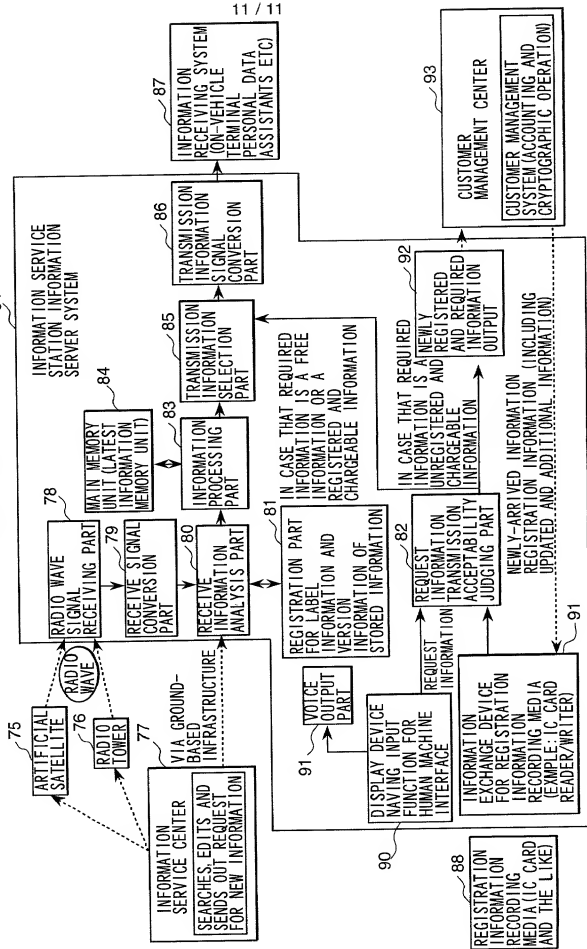 11 / 11
INFORMATION SERVICE
STATION INFORMATION
SERVER SYSTEM
75
ARTIFICIAL
SATELLITE
76
RADIO
TOWER
RADIO
WAVE
77
INFORMATION
SERVICE CENTER
SEARCHES, EDITS AND
SENDS OUT REQUEST
FOR NEW INFORMATION
VIA GROUND-
BASED
INFRASTRUCTURE
78
RADIO WAVE
SIGNAL
RECEIVING PART
79
RECEIVE SIGNAL
CONVERSION
PART
80
RECEIVE
INFORMATION
ANALYSIS PART
81
REGISTRATION PART
FOR LABEL
INFORMATION AND
VERSION
INFORMATION OF
STORED INFORMATION
84
MAIN MEMORY
UNIT (LATEST
INFORMATION
MEMORY UNIT)
83
INFORMATION
PROCESSING
PART
85
TRANSMISSION
INFORMATION
SELECTION
PART
86
TRANSMISSION
INFORMATION
SIGNAL
CONVERSION
PART
87
INFORMATION
RECEIVING SYSTEM
(ON-VEHICLE
TERMINAL
PERSONAL DATA
ASSISTANTS ETC)
IN CASE THAT REQUIRED
INFORMATION IS A FREE
INFORMATION OR A
REGISTERED AND
CHARGEABLE INFORMATION
91
VOICE
OUTPUT
PART
90
DISPLAY DEVICE
NAVING INPUT
FUNCTION FOR
HUMAN MACHINE
INTERFACE
REQUEST
INFORMATION
82
REQUEST
INFORMATION
TRANSMISSION
ACCEPTABILITY
JUDGING PART
IN CASE THAT REQUIRED
INFORMATION IS A
UNREGISTERED AND
CHARGEABLE
INFORMATION
92
NEWLY
REGISTERED
AND REQUIRED
INFORMATION
OUTPUT
93
CUSTOMER
MANAGEMENT CENTER
CUSTOMER MANAGEMENT
SYSTEM (ACCOUNTING AND
CRYPTOGRAPHIC OPERATION)
NEWLY-ARRIVED INFORMATION
REGISTRATION INFORMATION (INCLUDING
UPDATED AND ADDITIONAL INFORMATION)
91
INFORMATION
EXCHANGE DEVICE
FOR REGISTRATION
INFORMATION
RECORDING MEDIA
(EXMPLE: IC CARD
READER/WRITER)
88
REGISTRATION
INFORMATION
RECORDING
MEDIA (IC CARD
AND THE LIKE)